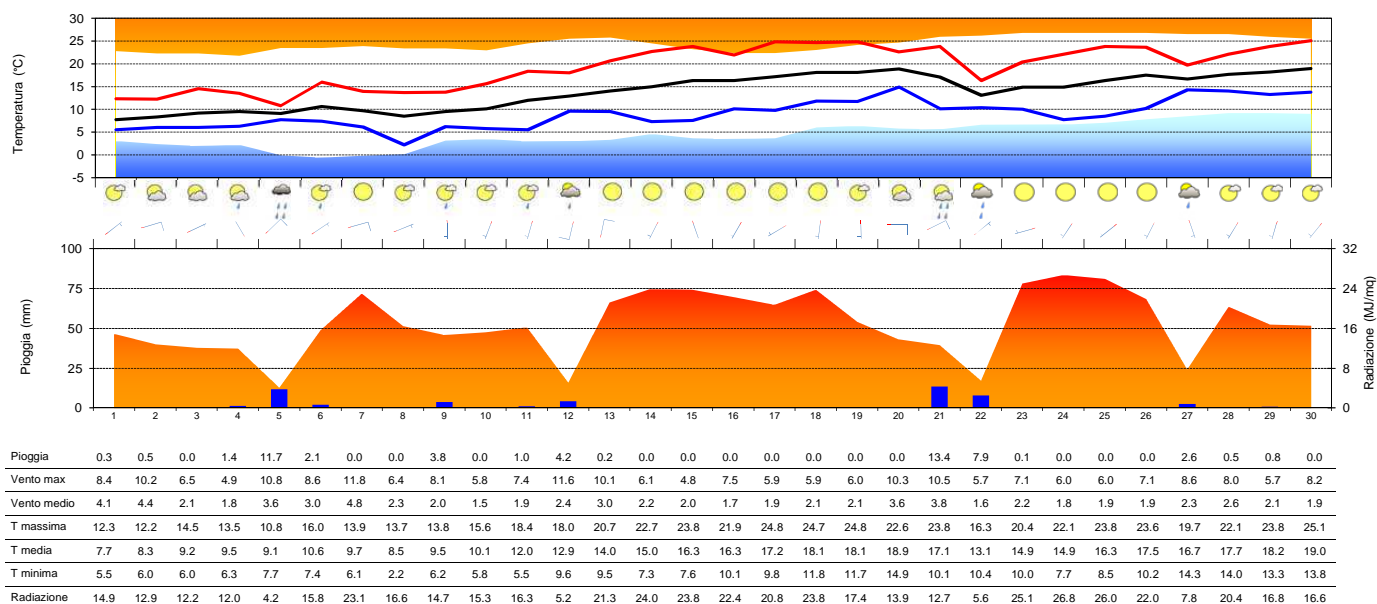 30
25
20
15
10
5
0
-5
Temperatura (°C)
100
75
50
25
0
Pioggia (mm)
32
24
16
8
0
Radiazione (MJ/mq)
1 2 3 4 5 6 7 8 9 10 11 12 13 14 15 16 17 18 19 20 21 22 23 24 25 26 27 28 29 30
Pioggia 0.3 0.5 0.0 1.4 11.7 2.1 0.0 0.0 3.8 0.0 1.0 4.2 0.2 0.0 0.0 0.0 0.0 0.0 0.0 0.0 13.4 7.9 0.1 0.0 0.0 0.0 2.6 0.5 0.8 0.0
Vento max 8.4 10.2 6.5 4.9 10.8 8.6 11.8 6.4 8.1 5.8 7.4 11.6 10.1 6.1 4.8 7.5 5.9 5.9 6.0 10.3 10.5 5.7 7.1 6.0 6.0 7.1 8.6 8.0 5.7 8.2
Vento medio 4.1 4.4 2.1 1.8 3.6 3.0 4.8 2.3 2.0 1.5 1.9 2.4 3.0 2.2 2.0 1.7 1.9 2.1 2.1 3.6 3.8 1.6 2.2 1.8 1.9 1.9 2.3 2.6 2.1 1.9
T massima 12.3 12.2 14.5 13.5 10.8 16.0 13.9 13.7 13.8 15.6 18.4 18.0 20.7 22.7 23.8 21.9 24.8 24.7 24.8 22.6 23.8 16.3 20.4 22.1 23.8 23.6 19.7 22.1 23.8 25.1
T media 7.7 8.3 9.2 9.5 9.1 10.6 9.7 8.5 9.5 10.1 12.0 12.9 14.0 15.0 16.3 16.3 17.2 18.1 18.1 18.9 17.1 13.1 14.9 14.9 16.3 17.5 16.7 17.7 18.2 19.0
T minima 5.5 6.0 6.0 6.3 7.7 7.4 6.1 2.2 6.2 5.8 5.5 9.6 9.5 7.3 7.6 10.1 9.8 11.8 11.7 14.9 10.1 10.4 10.0 7.7 8.5 10.2 14.3 14.0 13.3 13.8
Radiazione 14.9 12.9 12.2 12.0 4.2 15.8 23.1 16.6 14.7 15.3 16.3 5.2 21.3 24.0 23.8 22.4 20.8 23.8 17.4 13.9 12.7 5.6 25.1 26.8 26.0 22.0 7.8 20.4 16.8 16.6